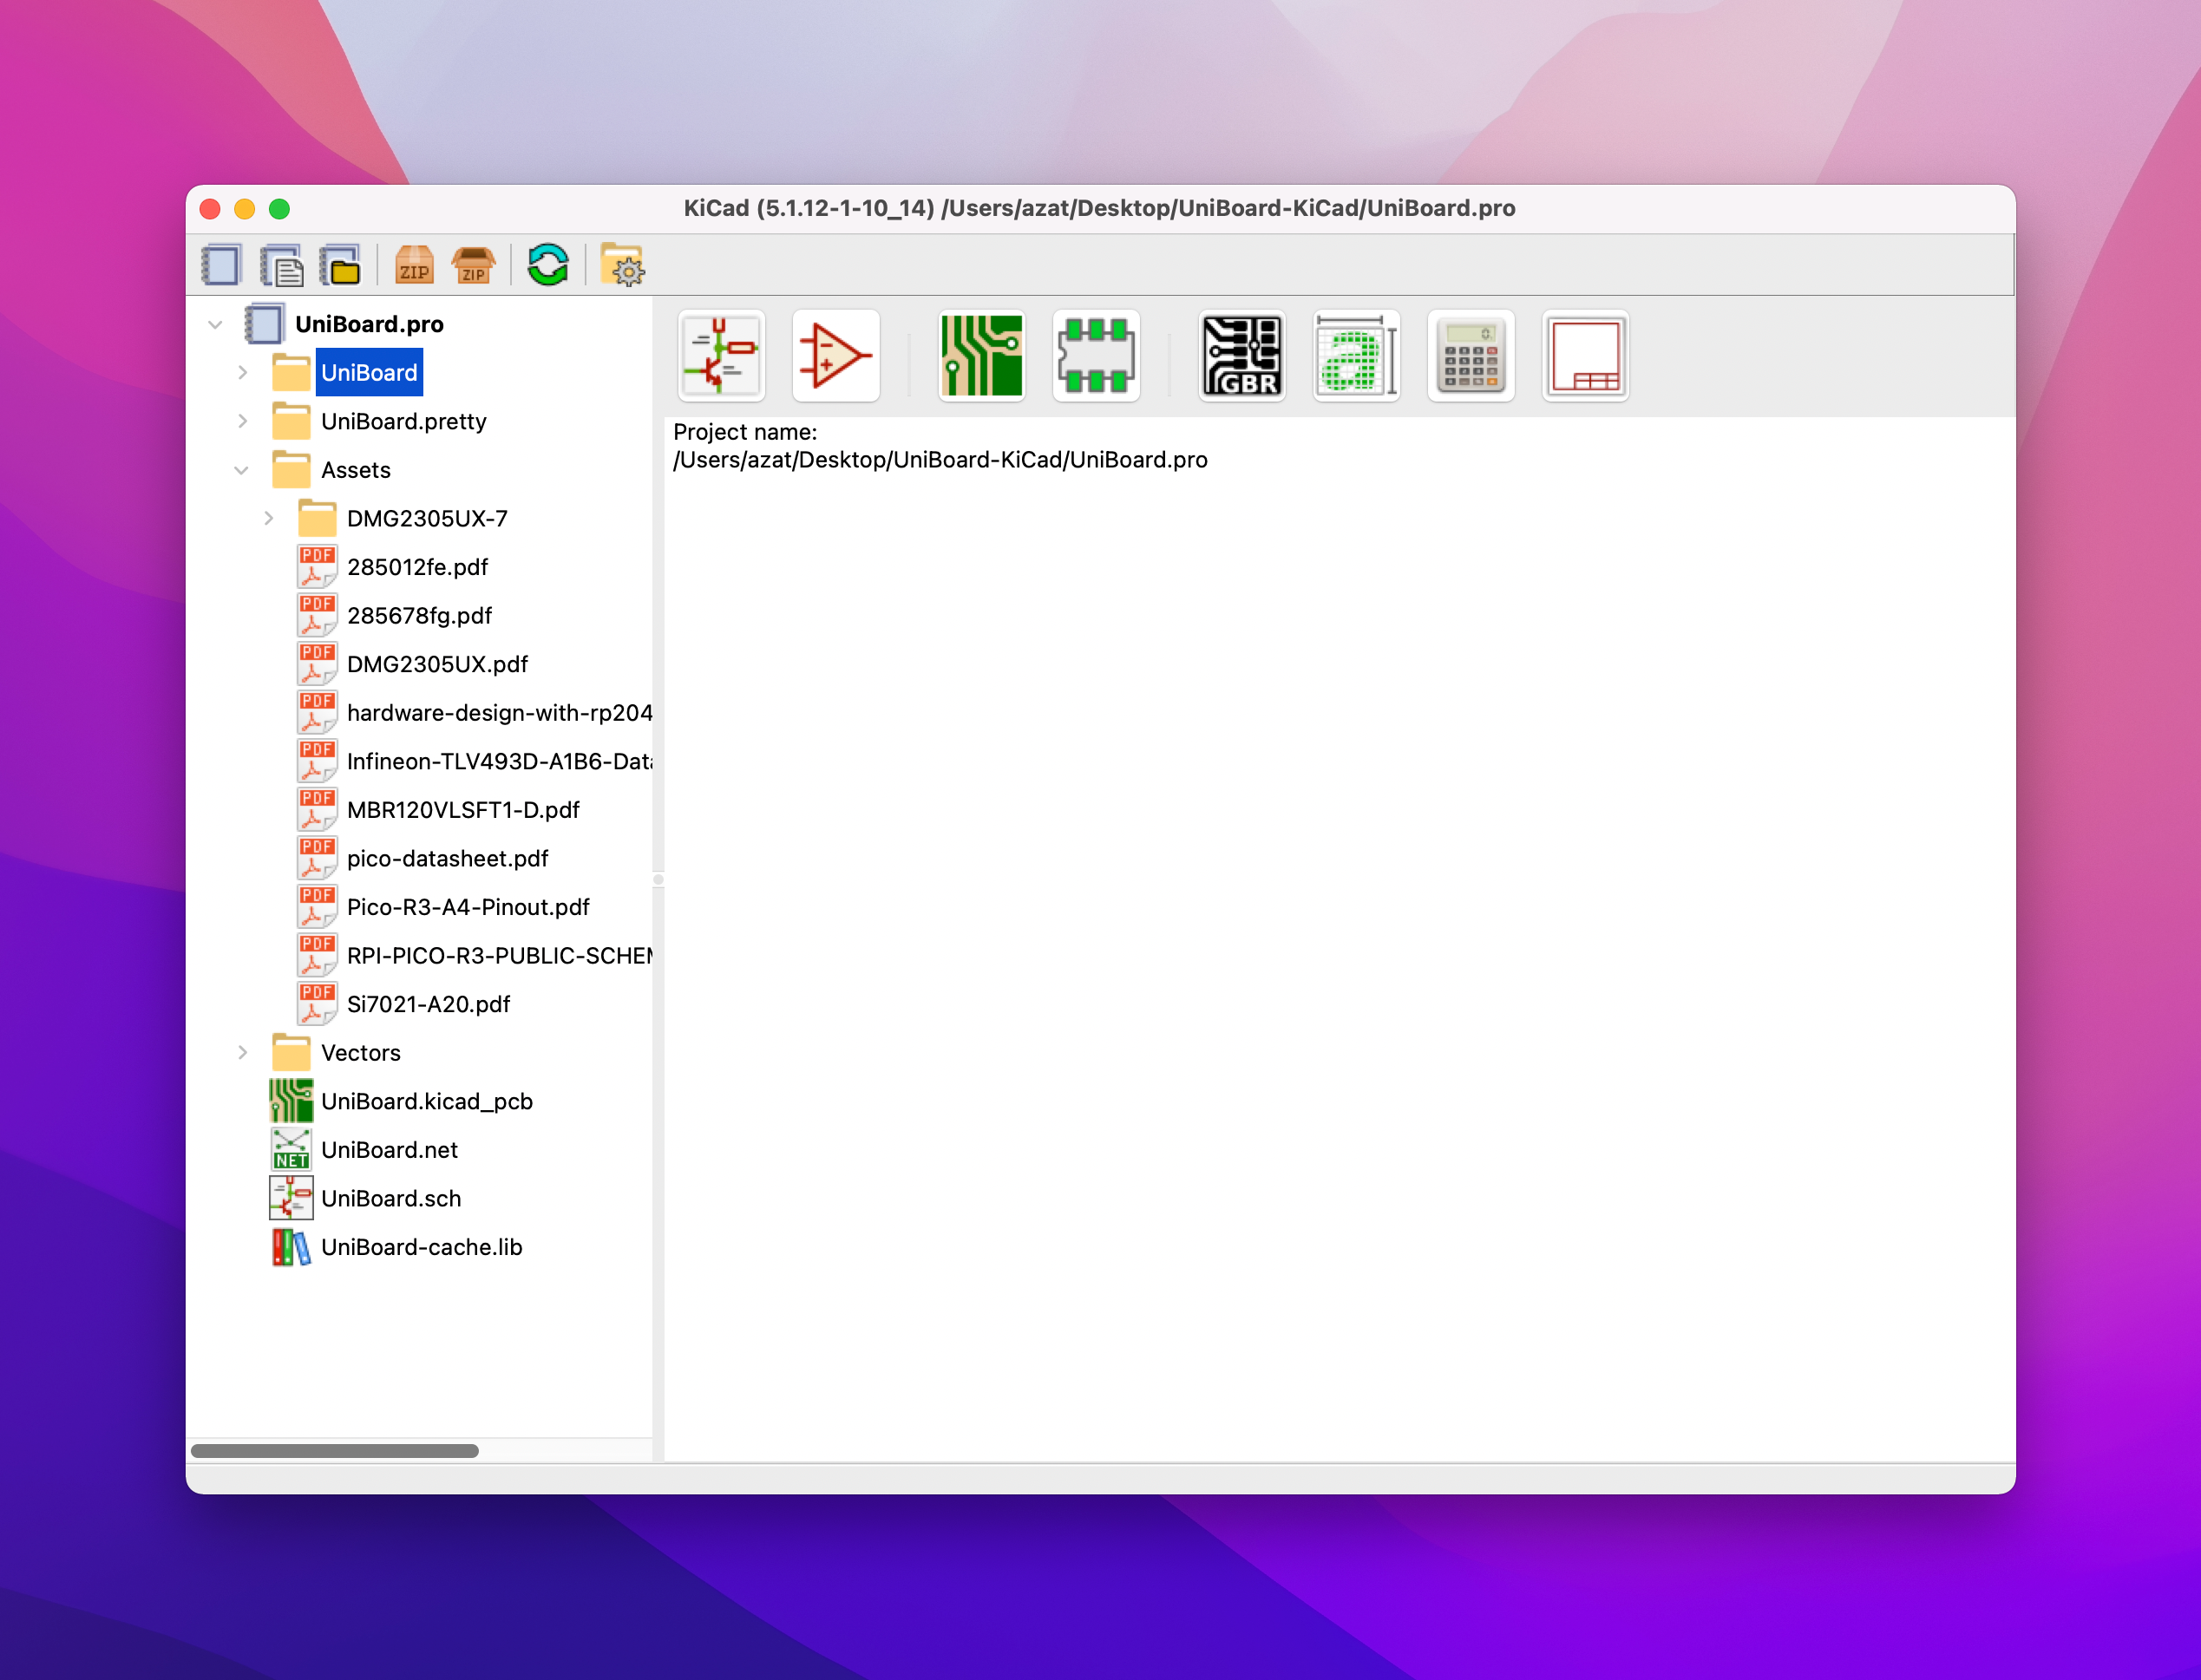 KiCad (5.1.12-1-10_14) /Users/azat/Desktop/UniBoard-KiCad/UniBoard.pro
ZIP
ZIP
UniBoard.pro
UniBoard
UniBoard.pretty
Assets
DMG2305UX-7
PDF 285012fe.pdf
PDF 285678fg.pdf
PDF DMG2305UX.pdf
PDF hardware-design-with-rp204
PDF Infineon-TLV493D-A1B6-Data
PDF MBR120VLSFT1-D.pdf
PDF pico-datasheet.pdf
PDF Pico-R3-A4-Pinout.pdf
PDF RPI-PICO-R3-PUBLIC-SCHEM
PDF Si7021-A20.pdf
Vectors
UniBoard.kicad_pcb
NET UniBoard.net
UniBoard.sch
UniBoard-cache.lib
GBR
a
0.
Project name:
/Users/azat/Desktop/UniBoard-KiCad/UniBoard.pro